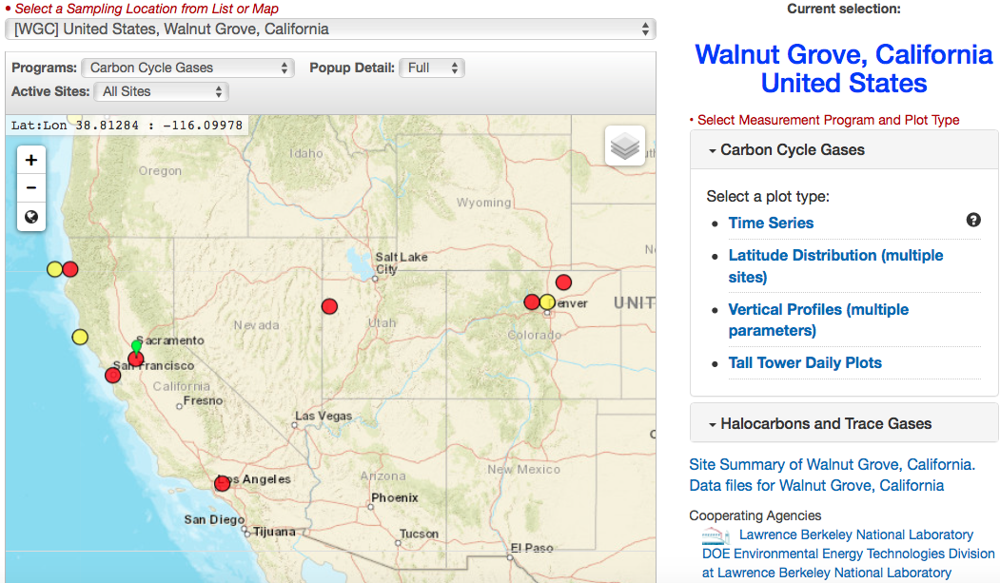 • Select a Sampling Location from List or Map
[WGC] United States, Walnut Grove, California
Programs: Carbon Cycle Gases Popup Detail: Full
Active Sites: All Sites
Lat:Lon 38.81284 : -116.09978
+
−
Idaho
Oregon
Wyoming
Salt Lake
City
Nevada
Utah
Denver
UNIT
Colorado
Sacramento
San Francisco
California
Fresno
Las Vegas
Los Angeles
Arizona
New Mexico
Phoenix
San Diego
Tijuana
Tucson
El Paso
Current selection:
Walnut Grove, California
United States
• Select Measurement Program and Plot Type
Carbon Cycle Gases
Select a plot type:
• Time Series
?
• Latitude Distribution (multiple
sites)
• Vertical Profiles (multiple
parameters)
• Tall Tower Daily Plots
Halocarbons and Trace Gases
Site Summary of Walnut Grove, California.
Data files for Walnut Grove, California
Cooperating Agencies
Lawrence Berkeley National Laboratory
DOE Environmental Energy Technologies Division
at Lawrence Berkeley National Laboratory